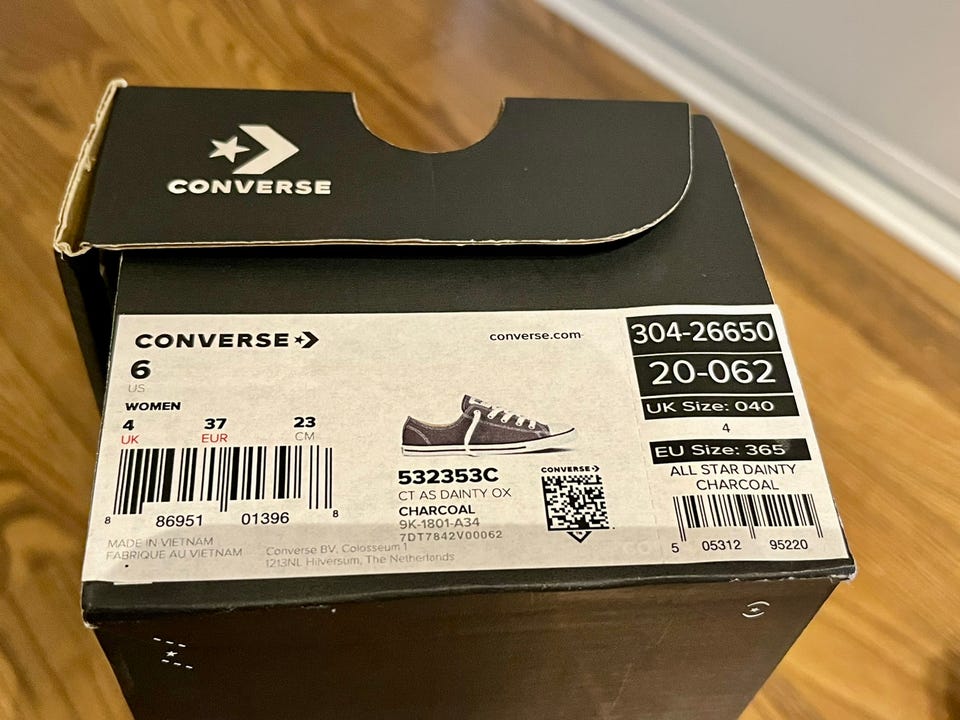 CONVERSE
CONVERSE
converse.com
6
US
WOMEN
4 37 23
UK EUR CM
8 86951 01396 8
MADE IN VIETNAM
FABRIQUE AU VIETNAM
Converse BV, Colosseum 1
1213NL Hilversum, The Netherlands
532353C
CT AS DAINTY OX
CHARCOAL
9K-1801-A34
7DT7842V00062
CONVERSE
304-26650
20-062
UK Size: 040
4
EU Size: 365
ALL STAR DAINTY
CHARCOAL
5 05312 95220